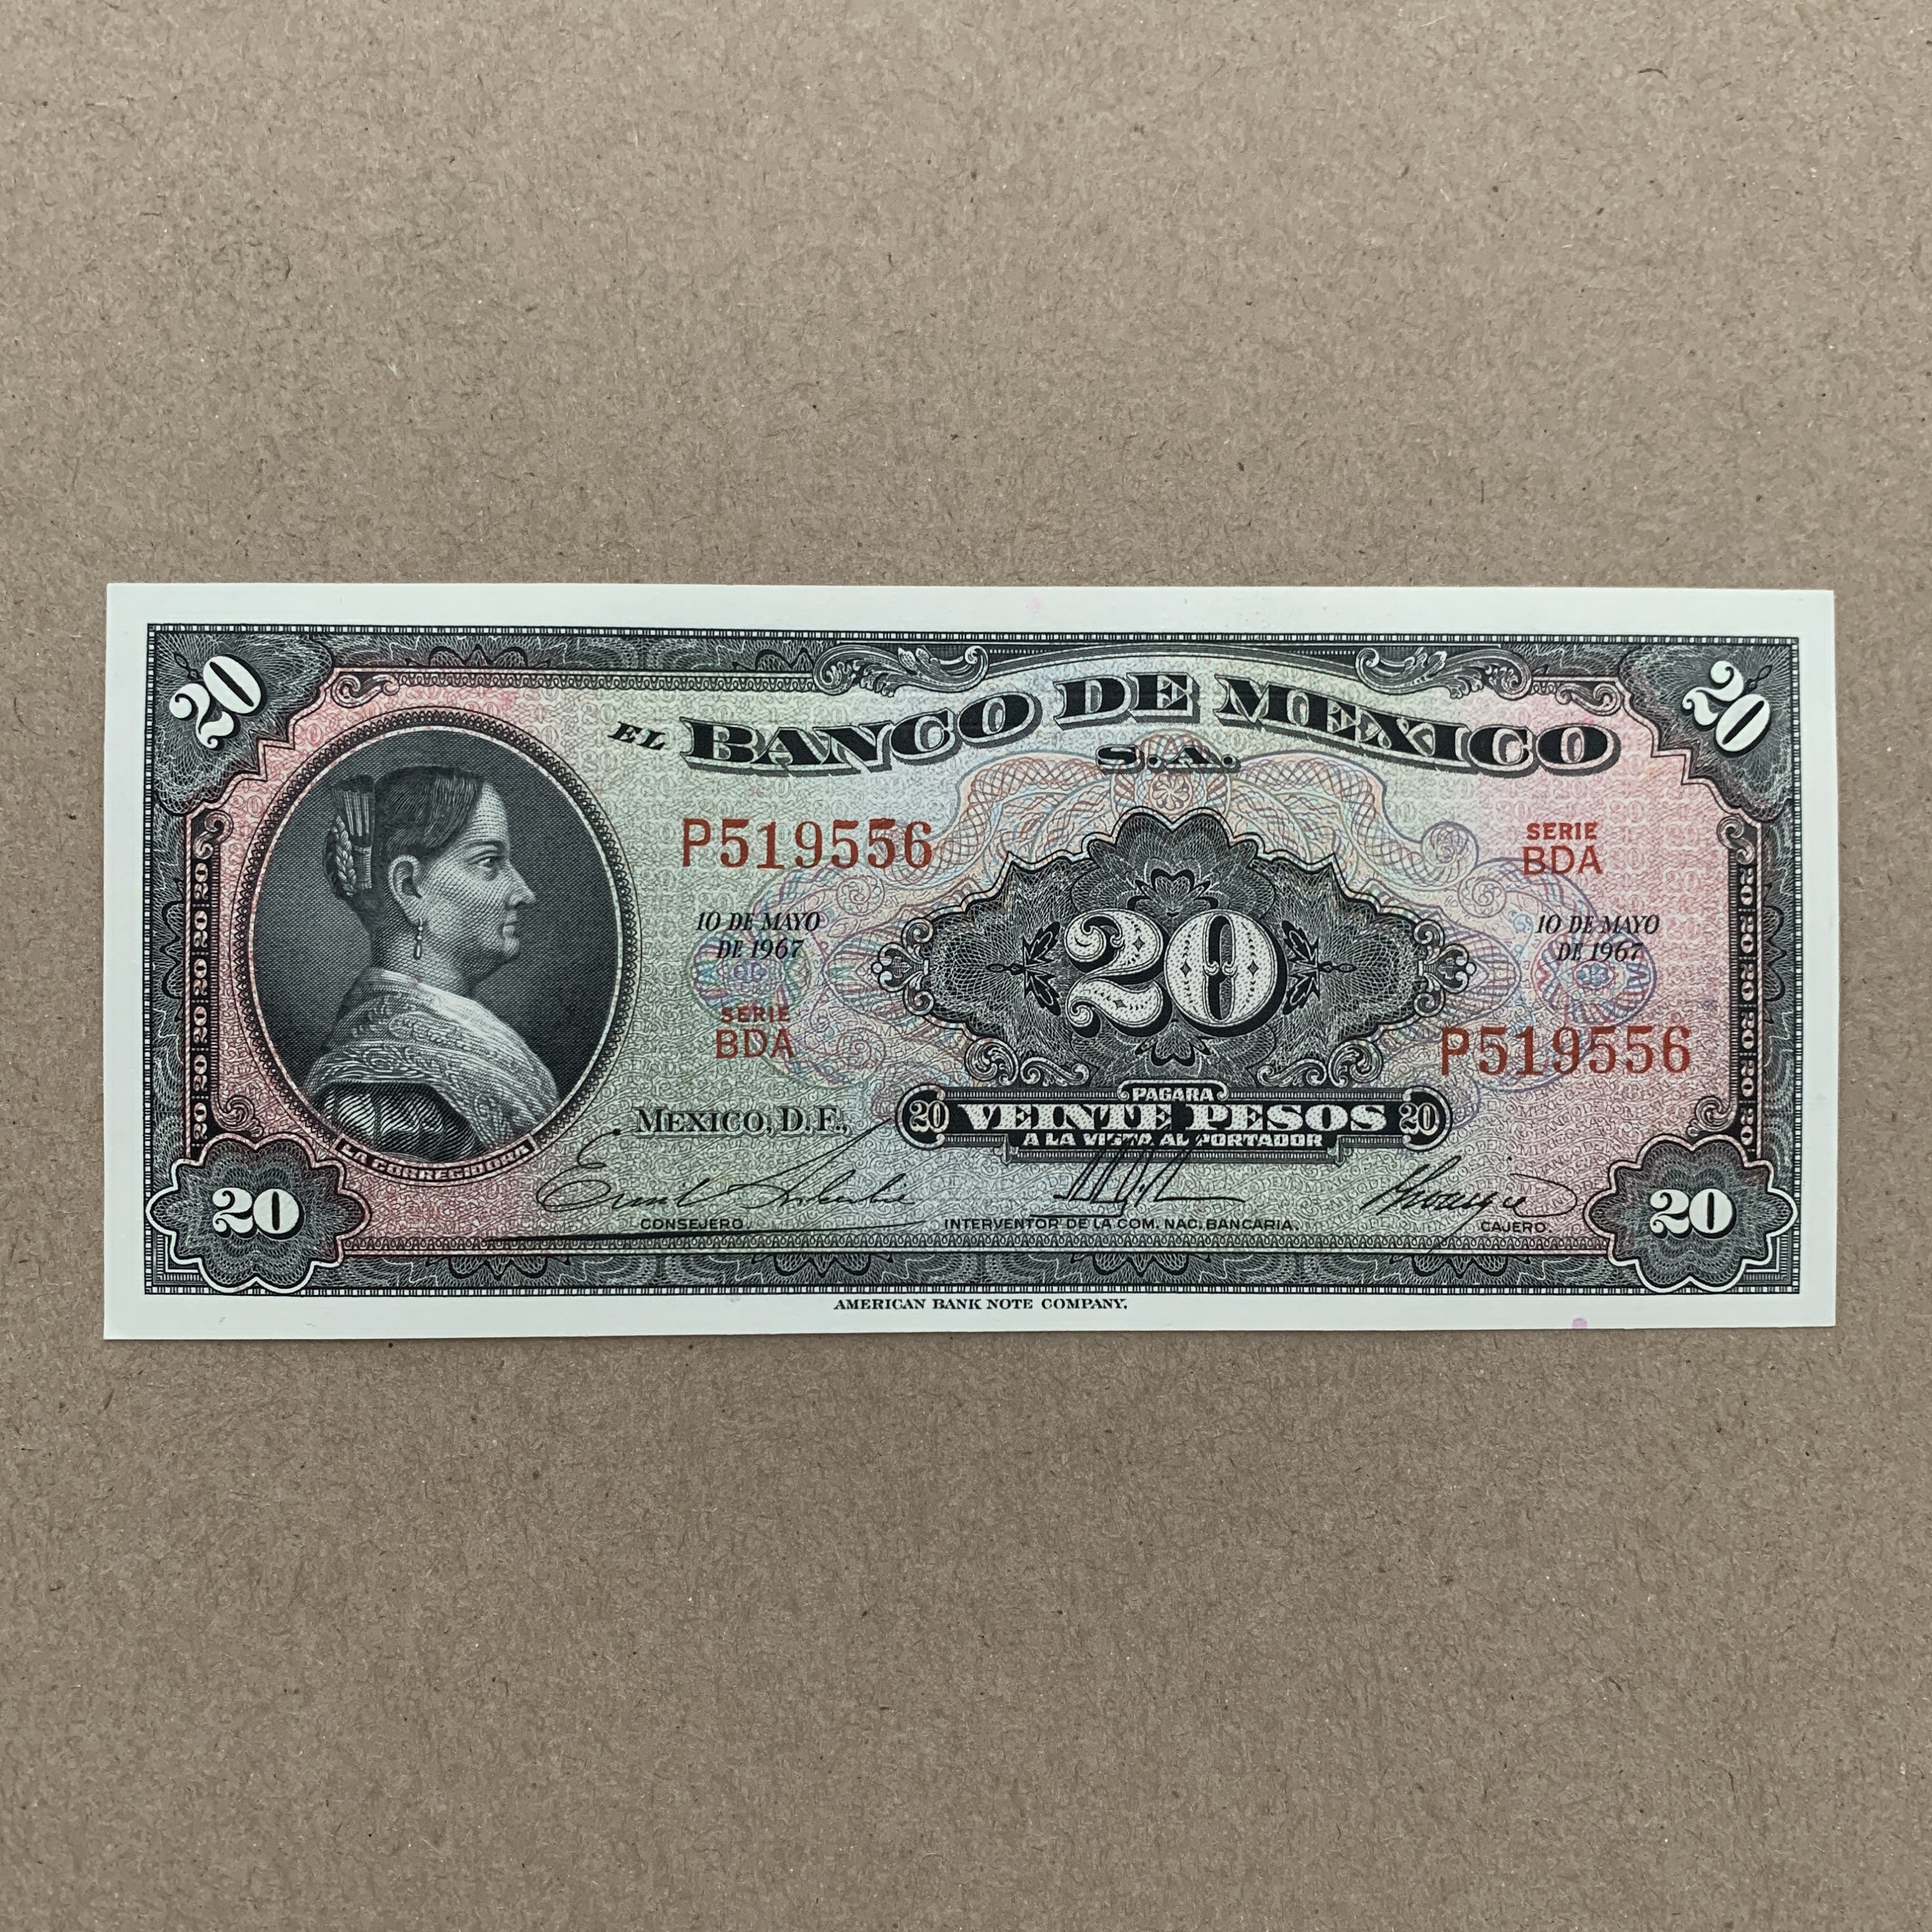 20
20
EL BANCO DE MEXICO
S.A.
P519556
SERIE
BDA
10 DE MAYO
DE 1967
10 DE MAYO
DE 1967
20
SERIE
BDA
P519556
MEXICO, D.F.,
PAGARA
20 VEINTE PESOS 20
A LA VISTA AL PORTADOR
LA CORREGIDORA
20
20
CONSEJERO.
INTERVENTOR DE LA COM. NAC. BANCARIA.
CAJERO.
AMERICAN BANK NOTE COMPANY.